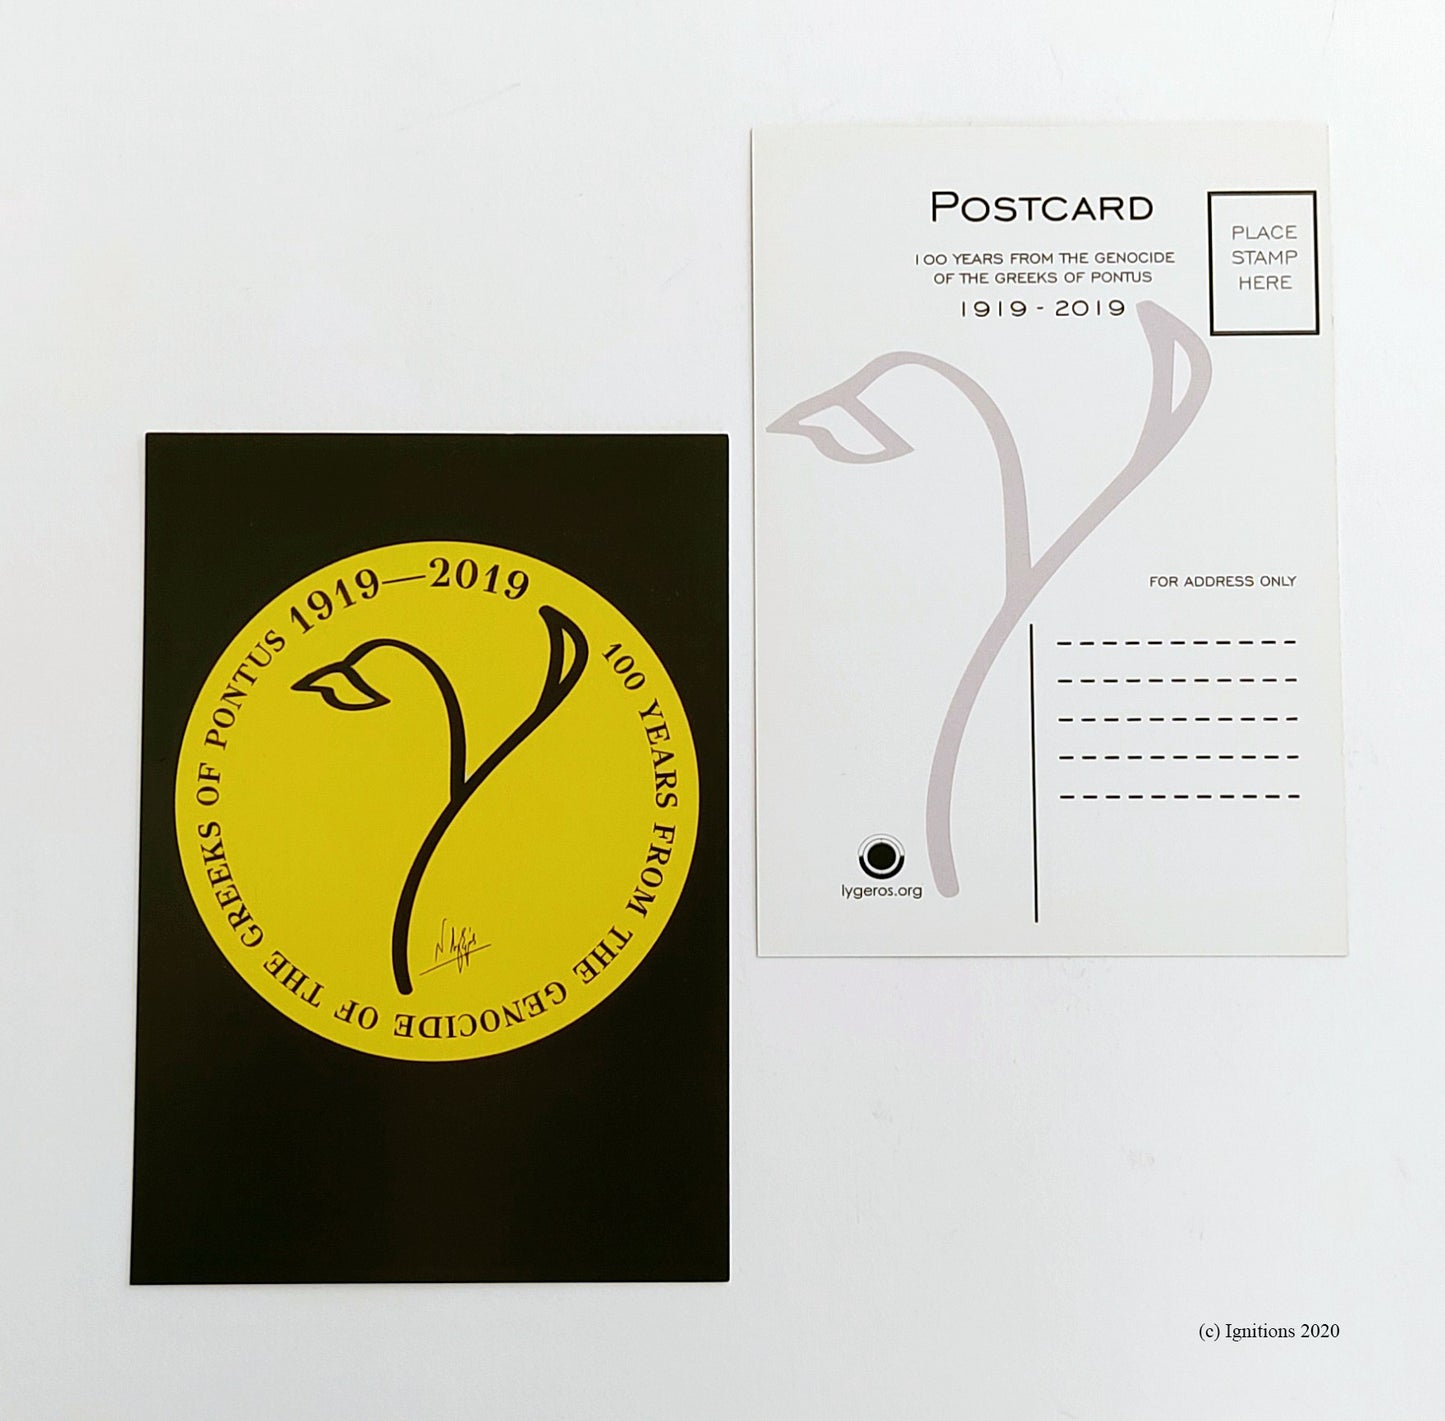 POSTCARD
100 YEARS FROM THE GENOCIDE
OF THE GREEKS OF PONTUS
1919 - 2019
PLACE
STAMP
HERE
FOR ADDRESS ONLY
lygeros.org
1919—2019
100 YEARS FROM THE GENOCIDE OF THE GREEKS OF PONTUS
(c) Ignitions 2020